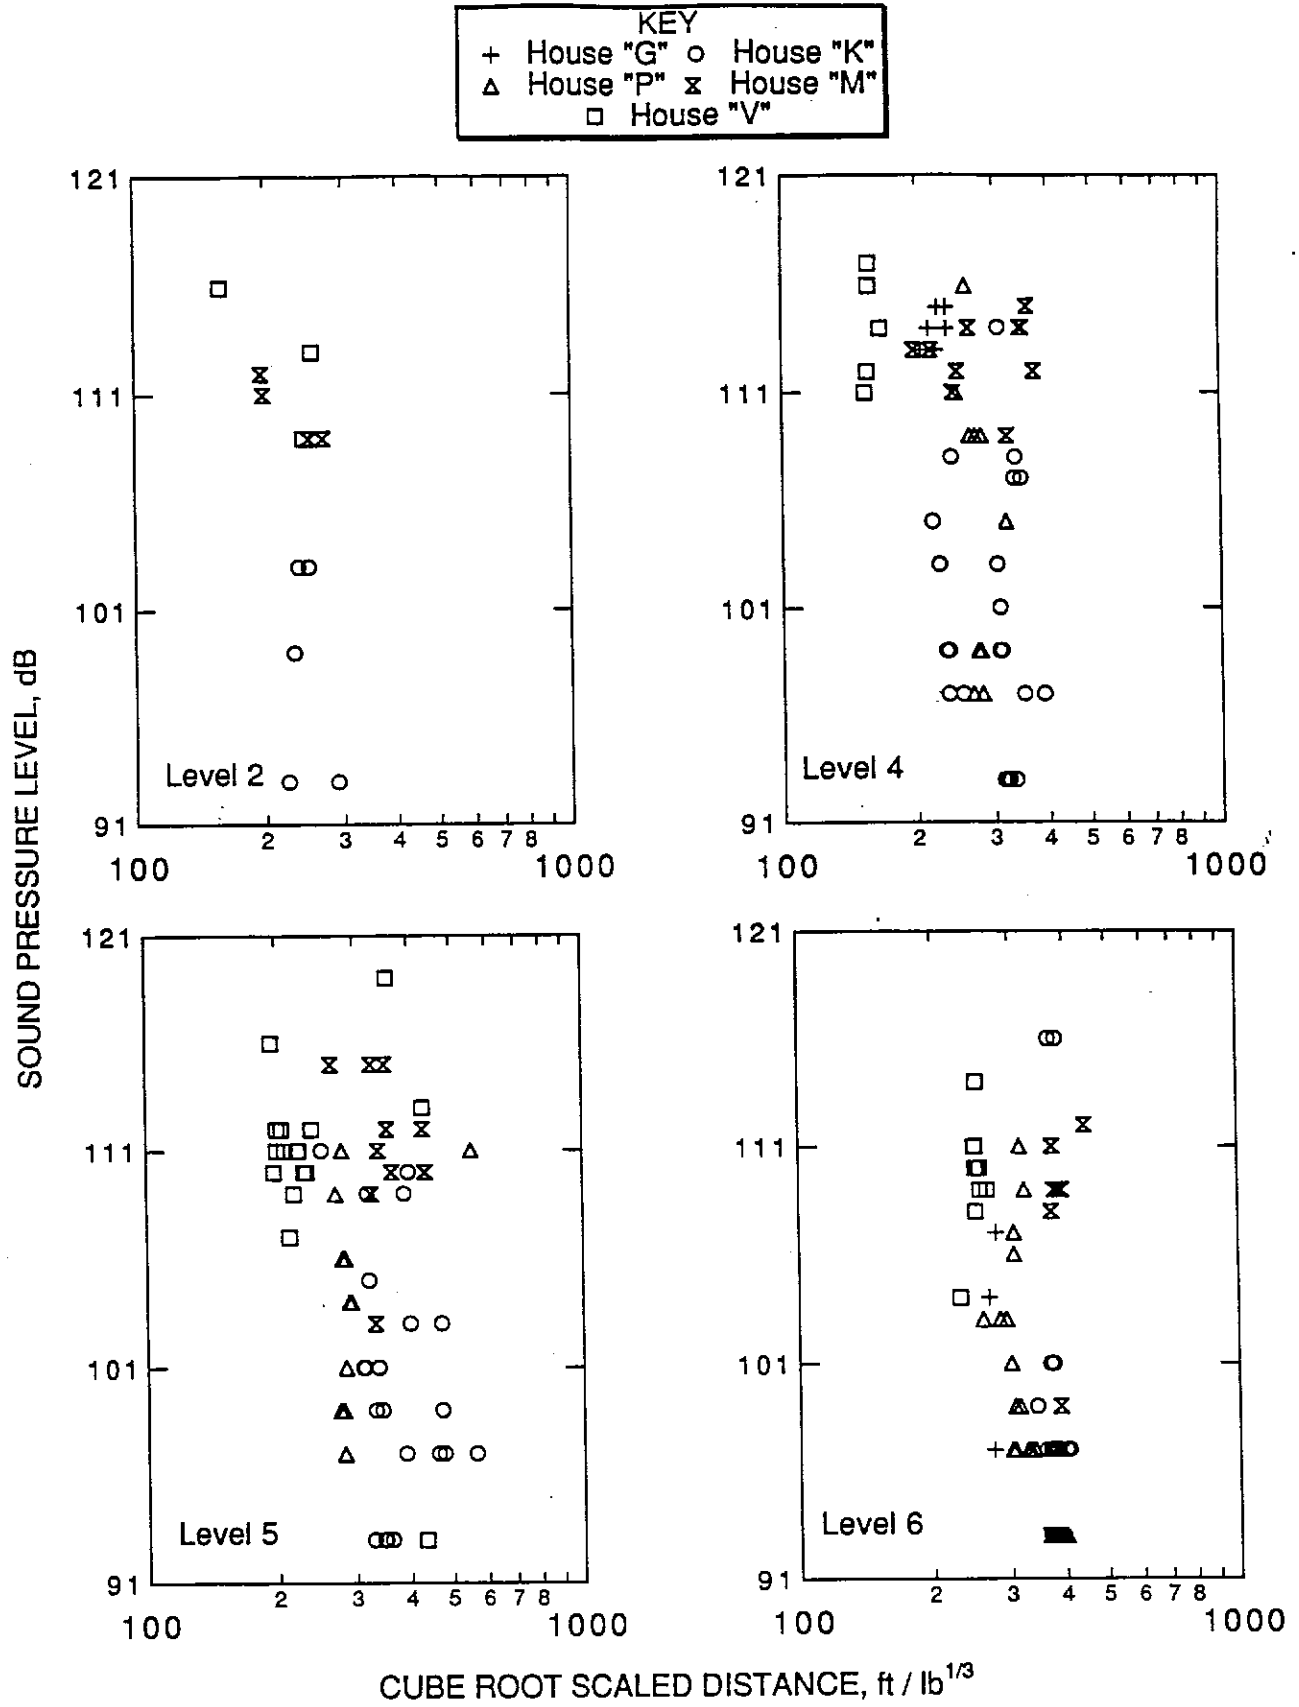 KEY
+ House "G" ○ House "K"
△ House "P" ⧖ House "M"
□ House "V"
SOUND PRESSURE LEVEL, dB
121
111
101
91
Level 2
2 3 4 5 6 7 8
100 1000
121
111
101
91
Level 4
2 3 4 5 6 7 8
100 1000
121
111
101
91
Level 5
2 3 4 5 6 7 8
100 1000
121
111
101
91
Level 6
2 3 4 5 6 7 8
100 1000
CUBE ROOT SCALED DISTANCE, ft / lb^1/3